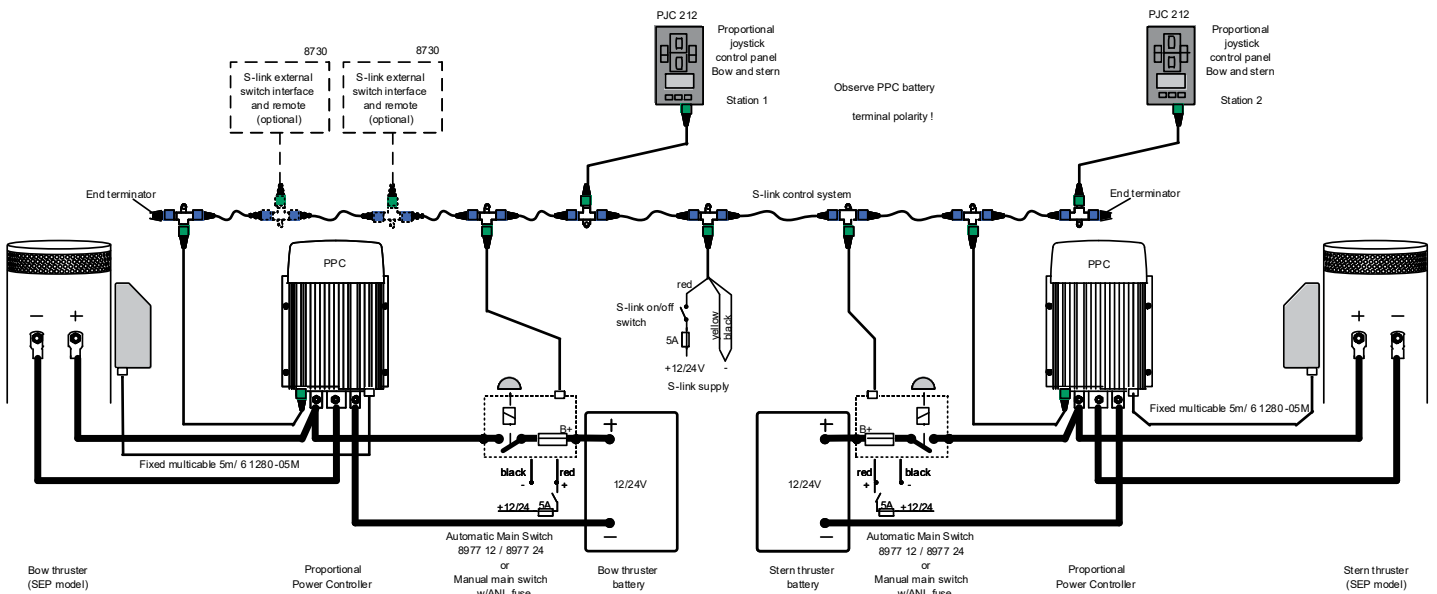 PJC 212
Proportional
joystick
control panel
Bow and stern
Station 1
PJC 212
Proportional
joystick
control panel
Bow and stern
Station 2
8730
S-link external
switch interface
and remote
(optional)
8730
S-link external
switch interface
and remote
(optional)
Observe PPC battery
terminal polarity !
End terminator
S-link control system
End terminator
PPC
PPC
red
S-link on/off
switch
yellow
black
5A
+12/24V
-
S-link supply
− +
+ −
Fixed multicable 5m/ 6 1280-05M
Fixed multicable 5m/ 6 1280-05M
B+
+
12/24V
−
black
-
red
+
+12/24
5A
B+
+
12/24V
−
red
+
black
-
5A
+12/24
Automatic Main Switch
8977 12 / 8977 24
or
Manual main switch
w/ANL fuse
Automatic Main Switch
8977 12 / 8977 24
or
Manual main switch
w/ANL fuse
Bow thruster
(SEP model)
Proportional
Power Controller
Bow thruster
battery
Stern thruster
battery
Proportional
Power Controller
Stern thruster
(SEP model)